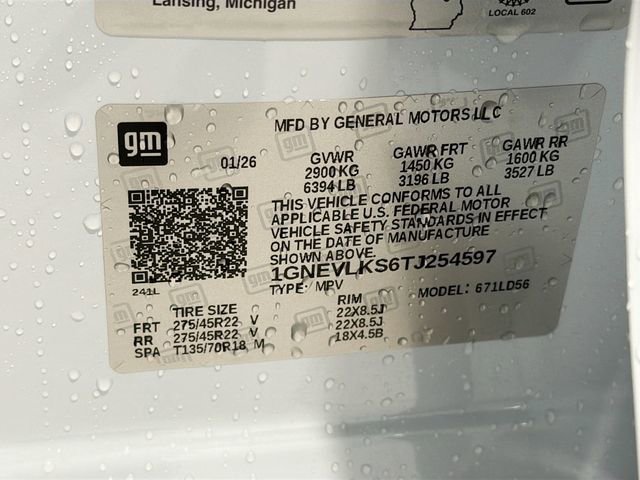 Lansing, Michigan
LOCAL 602
gm
MFD BY GENERAL MOTORS LLC
01/26
GVWR GAWR FRT GAWR RR
2900 KG 1450 KG 1600 KG
6394 LB 3196 LB 3527 LB
THIS VEHICLE CONFORMS TO ALL
APPLICABLE U.S. FEDERAL MOTOR
VEHICLE SAFETY STANDARDS IN EFFECT
ON THE DATE OF MANUFACTURE
SHOWN ABOVE.
1GNEVLKS6TJ254597
TYPE: MPV MODEL: 671LD56
241L
TIRE SIZE RIM
FRT 275/45R22 V 22X8.5J
RR 275/45R22 V 22X8.5J
SPA T135/70R18 M 18X4.5B